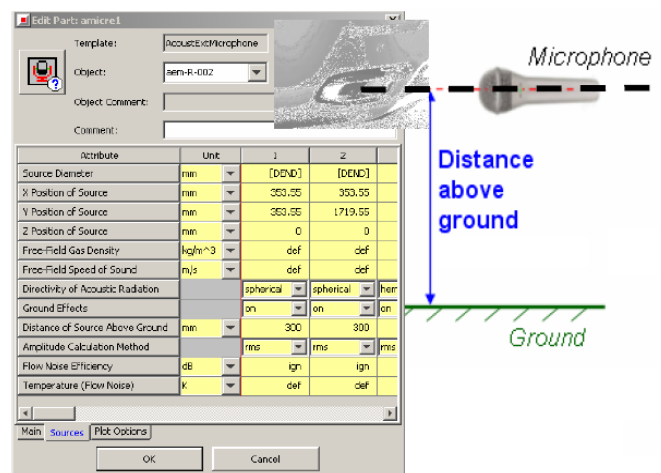 Edit Part: amicre1
Template: AcoustExtMicrophone
Object: aem-R-002
Object Comment:
Comment:
Attribute Unit 1 2
Source Diameter mm [DEND] [DEND]
X Position of Source mm 353.55 353.55
Y Position of Source mm 353.55 1719.55
Z Position of Source mm 0 0
Free-Field Gas Density kg/m^3 def def
Free-Field Speed of Sound m/s def def
Directivity of Acoustic Radiation spherical spherical hem
Ground Effects on on on
Distance of Source Above Ground mm 300 300
Amplitude Calculation Method rms rms rms
Flow Noise Efficiency dB ign ign
Temperature (Flow Noise) K def def
Main Sources Plot Options
OK Cancel
Microphone
Distance
above
ground
Ground